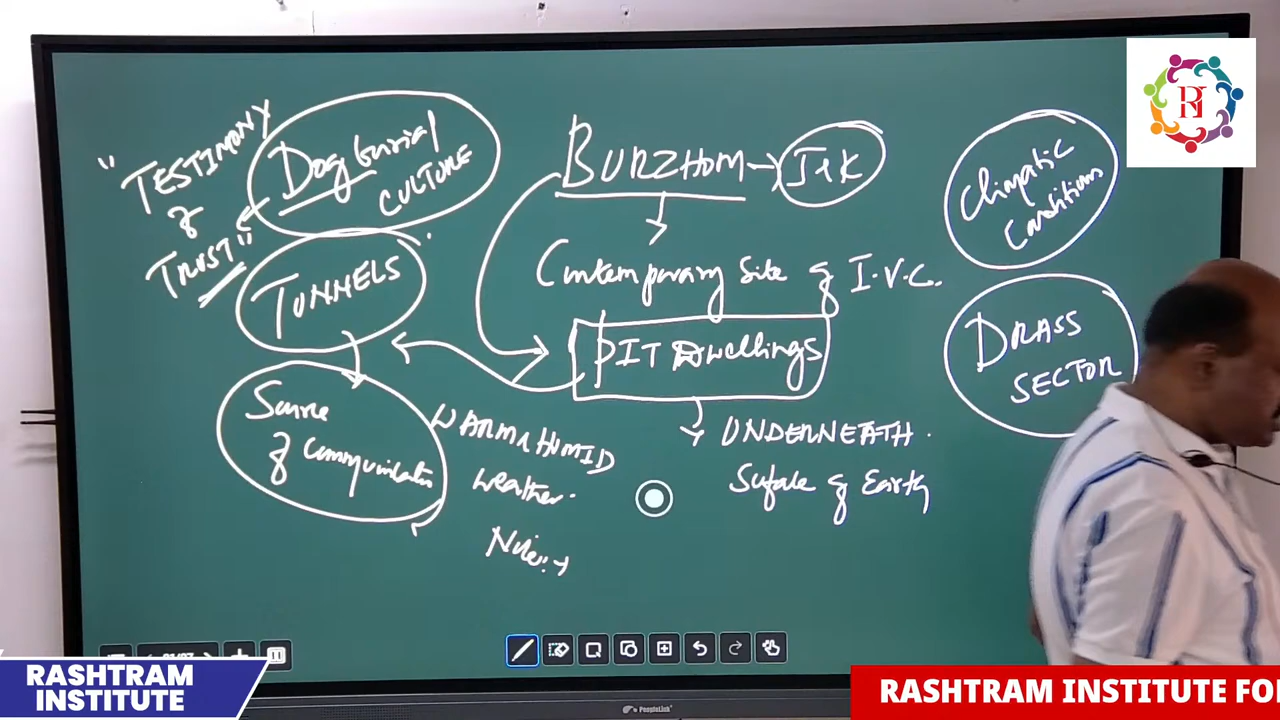 "TESTIMONY
of
TRUST"
Dog burial
CULTURE
TUNNELS
Source
of Communication
BURZHOM → J&K
Contemporary Site of I.V.C.
PIT Dwellings
UNDERNEATH.
Surface of Earth
WARM & HUMID
weather.
Climatic
Conditions
DRASS
SECTOR
RASHTRAM
INSTITUTE
RASHTRAM INSTITUTE FO